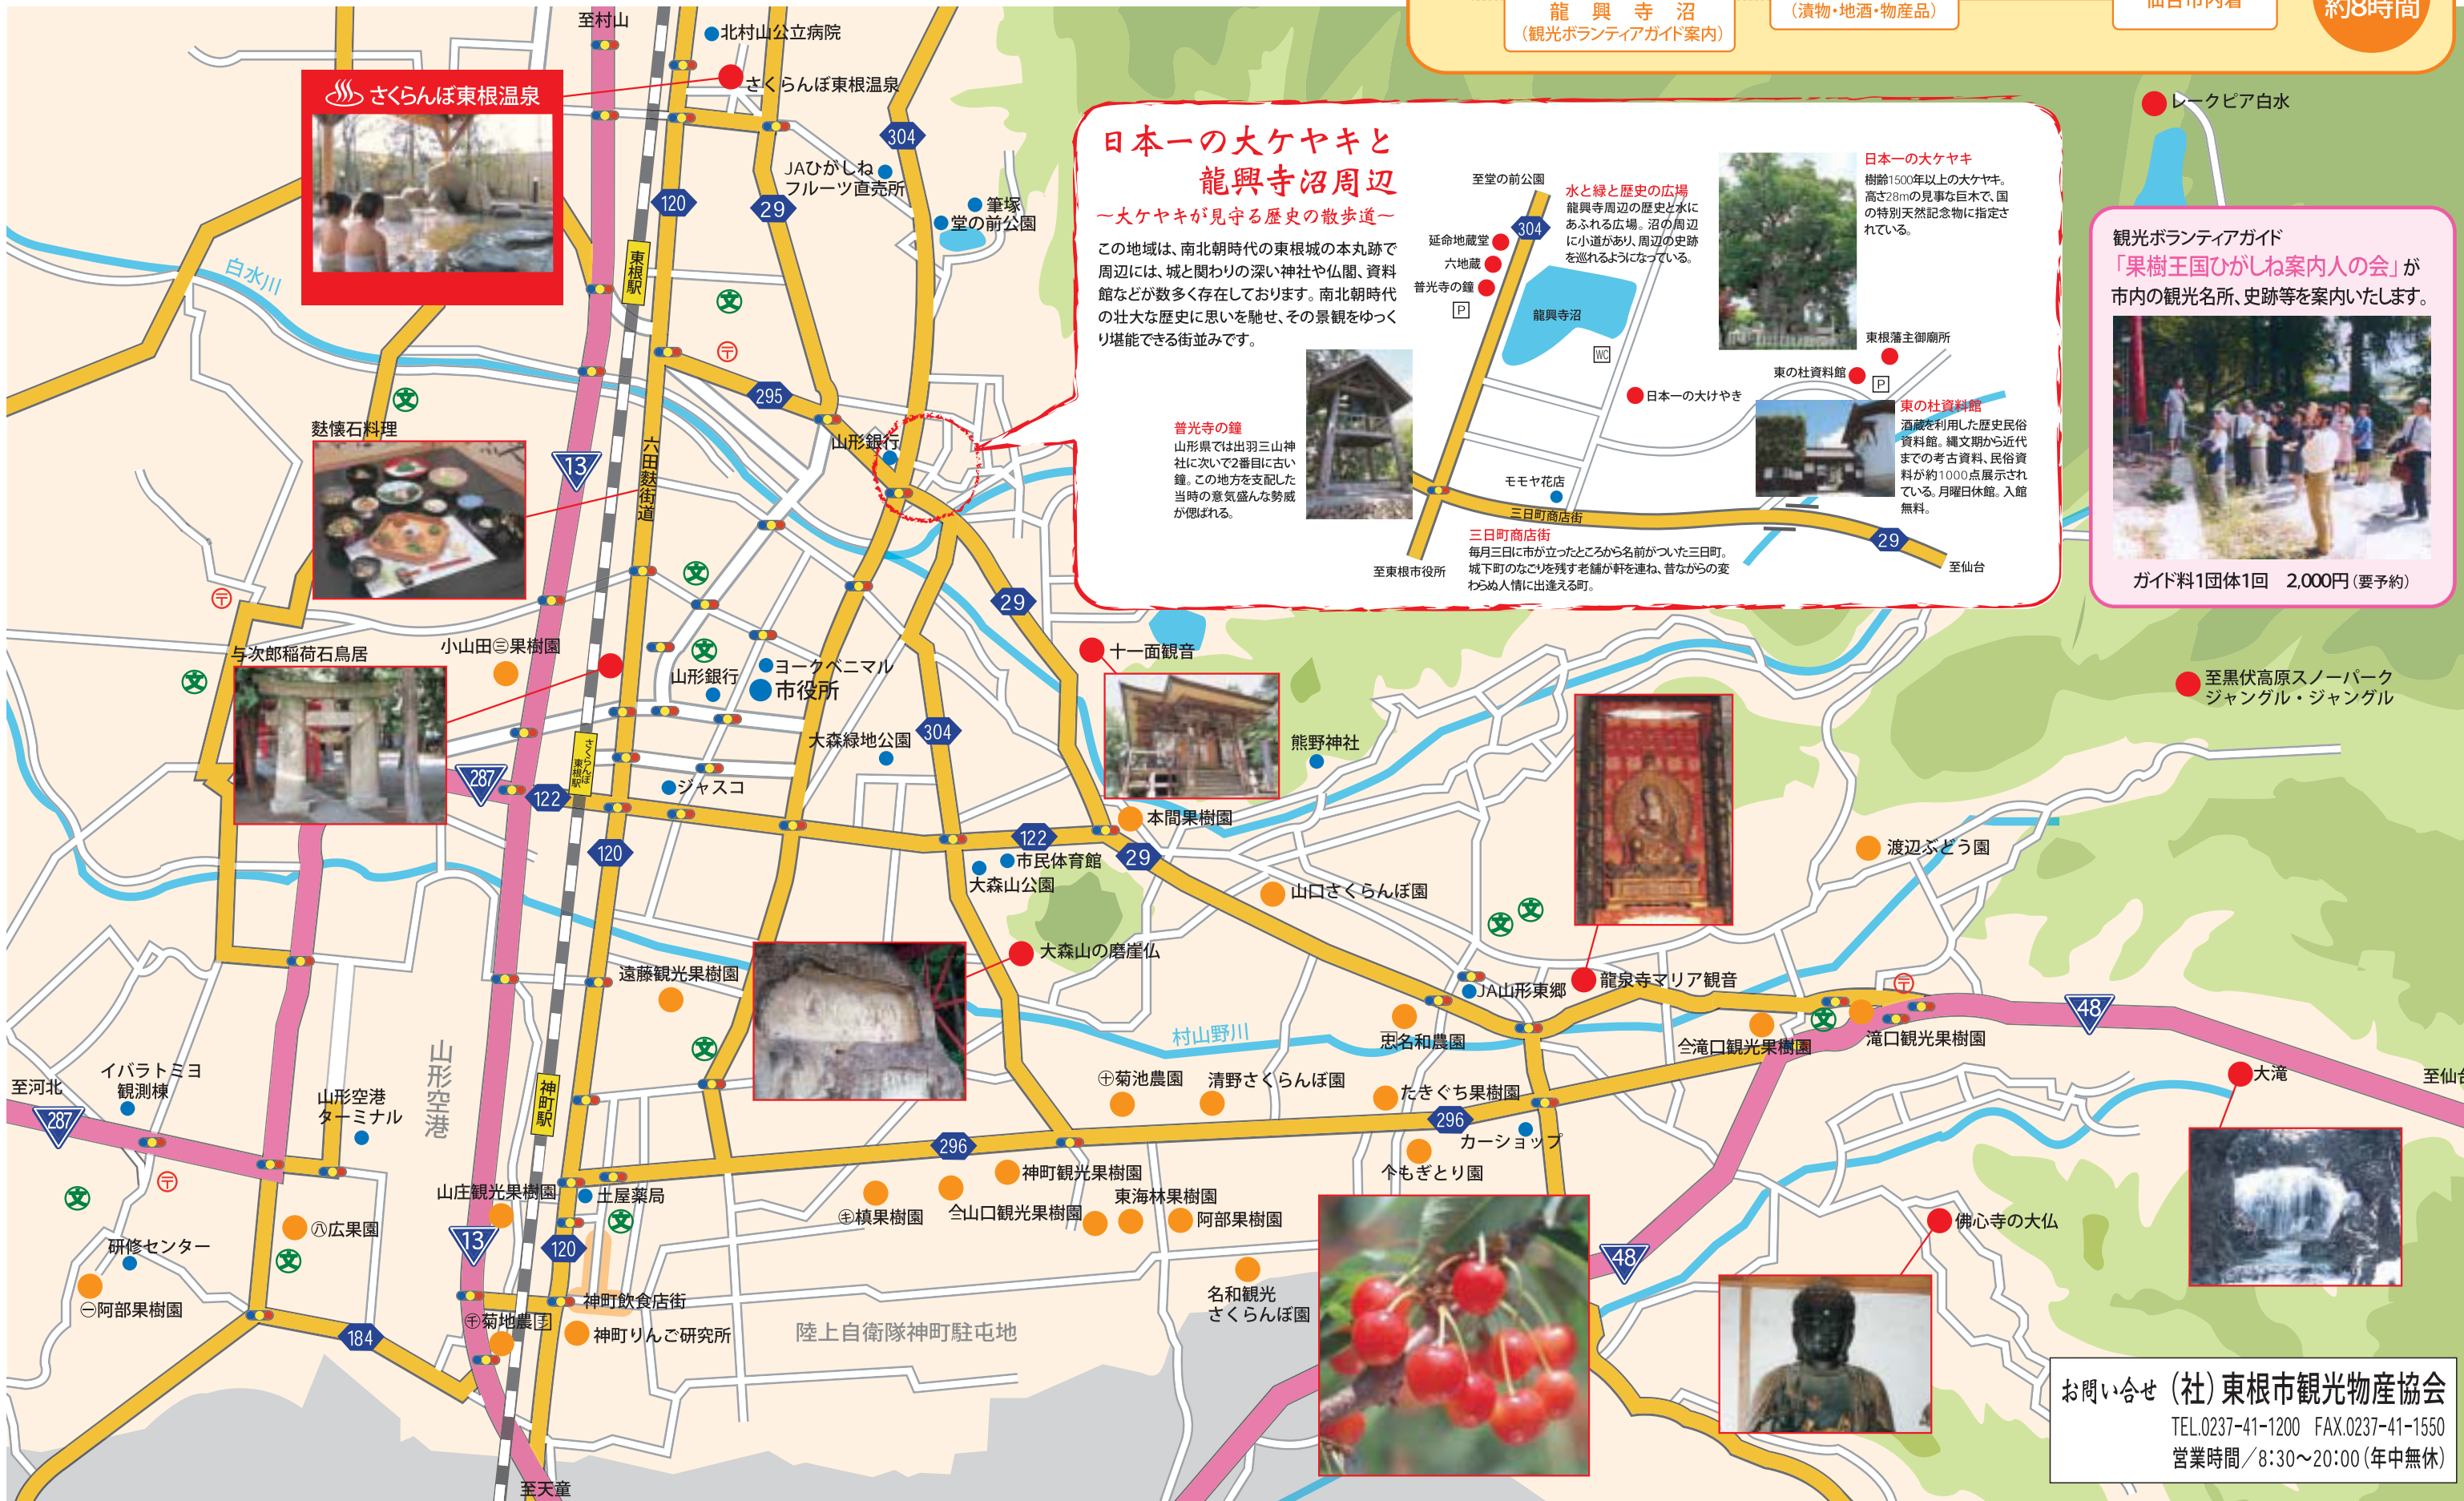 龍興寺沼
(観光ボランティアガイド案内)
(漬物・地酒・物産品)
仙台市内着
約8時間
至村山
北村山公立病院
さくらんぼ東根温泉
さくらんぼ東根温泉
304
JAひがしね
フルーツ直売所
筆塚
堂の前公園
120
29
東根駅
白水川
295
山形銀行
13
六田麩街道
麩懐石料理
レークピア白水
日本一の大ケヤキと
龍興寺沼周辺
～大ケヤキが見守る歴史の散歩道～
この地域は、南北朝時代の東根城の本丸跡で
周辺には、城と関わりの深い神社や仏閣、資料
館などが数多く存在しております。南北朝時代
の壮大な歴史に思いを馳せ、その景観をゆっく
り堪能できる街並みです。
至堂の前公園
304
延命地蔵堂
六地蔵
普光寺の鐘
P
龍興寺沼
WC
水と緑と歴史の広場
龍興寺周辺の歴史と水に
あふれる広場。沼の周辺
に小道があり、周辺の史跡
を巡れるようになっている。
日本一の大ケヤキ
樹齢1500年以上の大ケヤキ。
高さ28mの見事な巨木で、国
の特別天然記念物に指定さ
れている。
東根藩主御廟所
東の杜資料館
P
日本一の大けやき
東の杜資料館
酒蔵を利用した歴史民俗
資料館。縄文期から近代
までの考古資料、民俗資
料が約1000点展示され
ている。月曜日休館。入館
無料。
普光寺の鐘
山形県では出羽三山神
社に次いで2番目に古い
鐘。この地方を支配した
当時の意気盛んな勢威
が偲ばれる。
モモヤ花店
三日町商店街
三日町商店街
毎月三日に市が立ったところから名前がついた三日町。
城下町のなごりを残す老舗が軒を連ね、昔ながらの変
わらぬ人情に出逢える町。
29
至仙台
至東根市役所
観光ボランティアガイド
「果樹王国ひがしね案内人の会」が
市内の観光名所、史跡等を案内いたします。
ガイド料1団体1回 2,000円(要予約)
29
与次郎稲荷石鳥居
小山田㊂果樹園
山形銀行
ヨークベニマル
市役所
十一面観音
至黒伏高原スノーパーク
ジャングル・ジャングル
大森緑地公園
304
熊野神社
287
122
さくらんぼ東根駅
ジャスコ
120
122
本間果樹園
市民体育館
大森山公園
29
渡辺ぶどう園
山口さくらんぼ園
遠藤観光果樹園
大森山の磨崖仏
JA山形東郷
龍泉寺マリア観音
村山野川
名和農園
滝口観光果樹園
滝口観光果樹園
48
大滝
至仙台
至河北
287
イバラトミヨ
観測棟
山形空港
ターミナル
山形空港
神町駅
㊉菊池農園
清野さくらんぼ園
たきぐち果樹園
296
296
カーショップ
もぎとり園
神町観光果樹園
山庄観光果樹園
土屋薬局
槙果樹園
山口観光果樹園
東海林果樹園
阿部果樹園
佛心寺の大仏
㊇広果園
13
120
48
研修センター
㊀阿部果樹園
名和観光
さくらんぼ園
神町飲食店街
菊地農園
神町りんご研究所
陸上自衛隊神町駐屯地
184
至天童
お問い合せ (社)東根市観光物産協会
TEL.0237-41-1200 FAX.0237-41-1550
営業時間／8:30～20:00(年中無休)